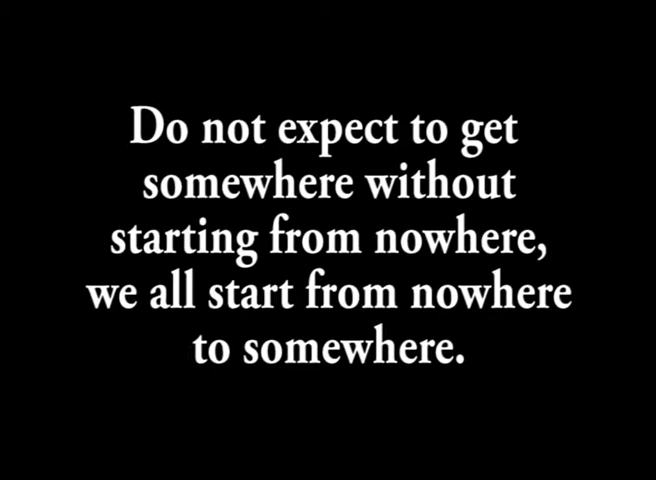 Do not expect to get
somewhere without
starting from nowhere,
we all start from nowhere
to somewhere.